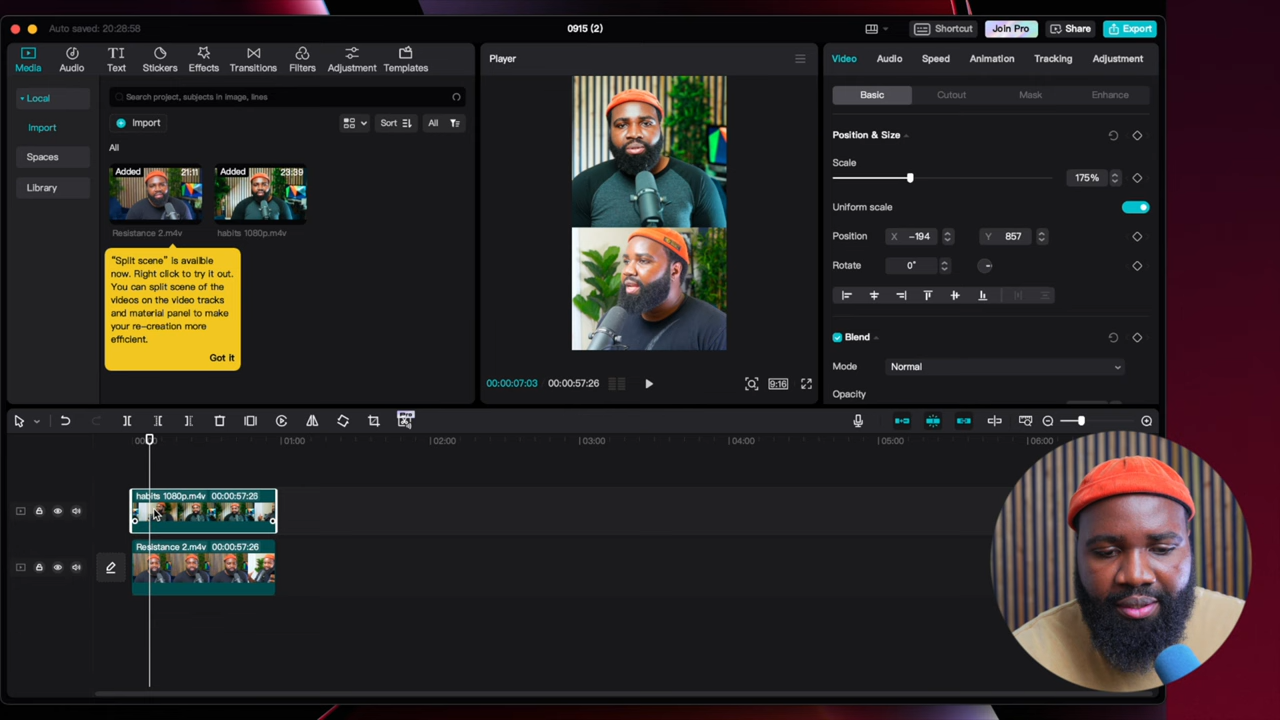 Auto saved: 20:28:58
0915 (2)
Shortcut
Join Pro
Share
Export
Media
Audio
Text
Stickers
Effects
Transitions
Filters
Adjustment
Templates
Local
Import
Spaces
Library
Search project, subjects in image, lines
Import
Sort
All
All
Added
21:11
Added
23:39
Resistance 2.m4v
habits 1080p.m4v
“Split scene” is availble
now. Right click to try it out.
You can split scene of the
videos on the video tracks
and material panel to make
your re-creation more
efficient.
Got it
Player
00:00:07:03
00:00:57:26
9:16
Video
Audio
Speed
Animation
Tracking
Adjustment
Basic
Cutout
Mask
Enhance
Position & Size
Scale
175%
Uniform scale
Position
X
-194
Y
857
Rotate
0°
Blend
Mode
Normal
Opacity
Pro
01:00
02:00
03:00
04:00
05:00
06:00
habits 1080p.m4v 00:00:57:26
Resistance 2.m4v 00:00:57:26